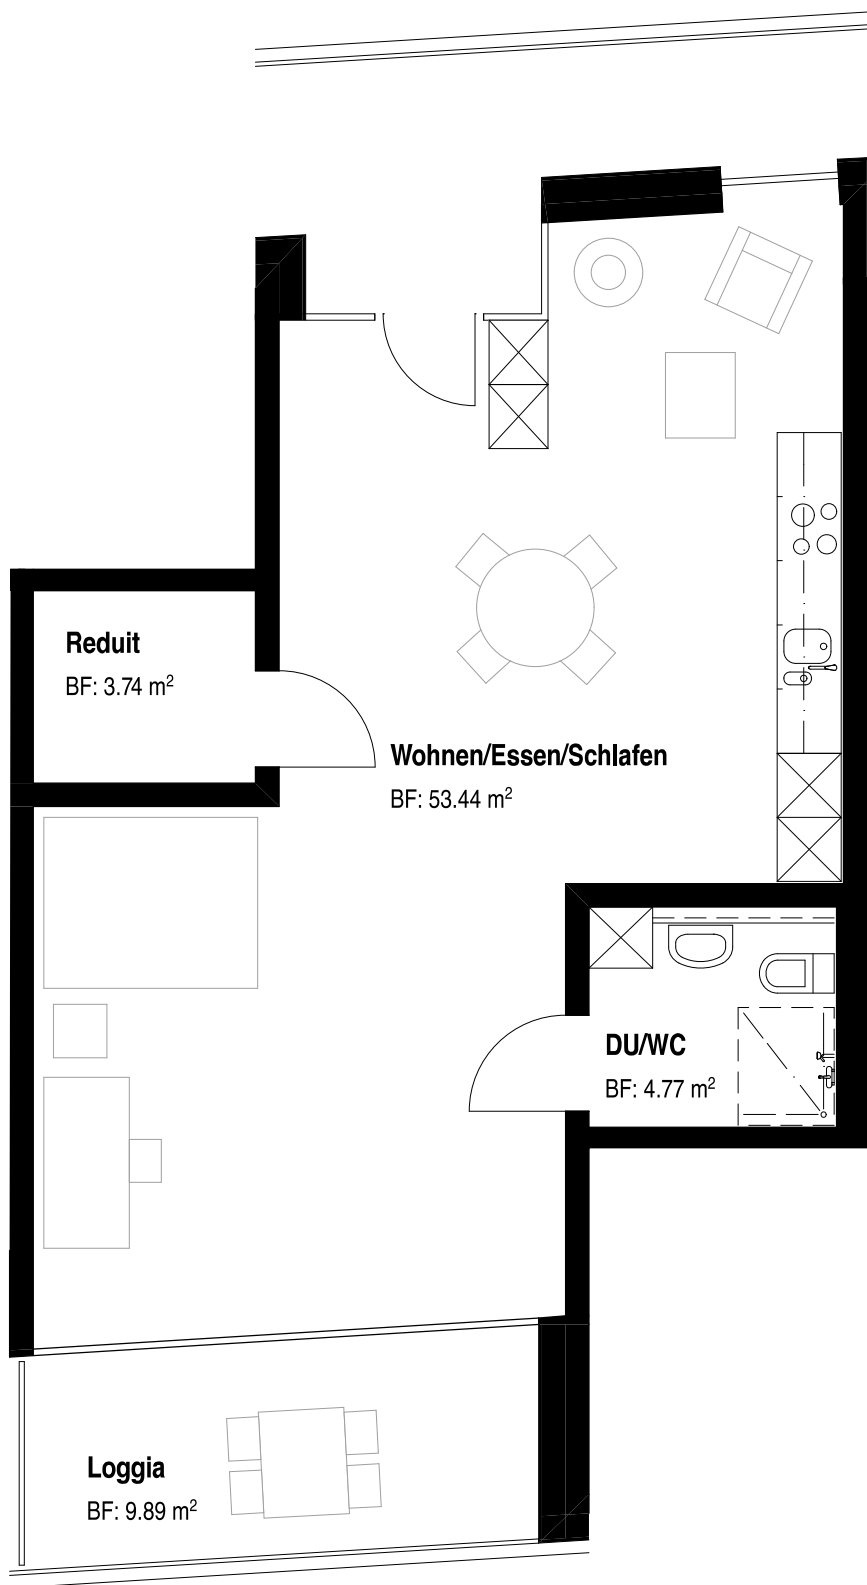 Reduit
BF: 3.74 m²
Wohnen/Essen/Schlafen
BF: 53.44 m²
DU/WC
BF: 4.77 m²
Loggia
BF: 9.89 m²